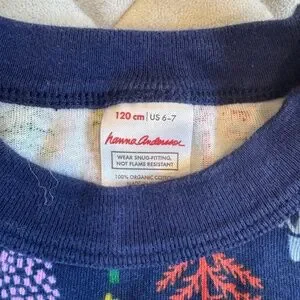 120 cm | US 6-7
hanna andersson
WEAR SNUG-FITTING,
NOT FLAME RESISTANT
100% ORGANIC COTTON